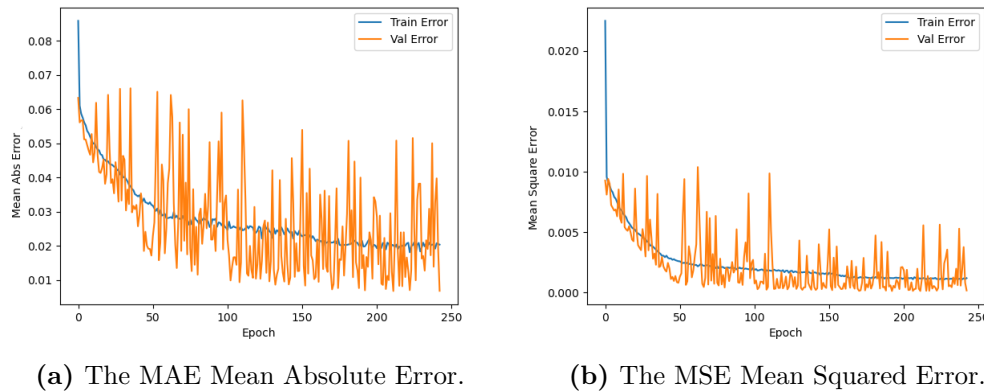 Train Error
Val Error
0.08
0.07
0.06
0.05
0.04
0.03
0.02
0.01
Mean Abs Error
0 50 100 150 200 250
Epoch
(a) The MAE Mean Absolute Error.
Train Error
Val Error
0.020
0.015
0.010
0.005
0.000
Mean Square Error
0 50 100 150 200 250
Epoch
(b) The MSE Mean Squared Error.